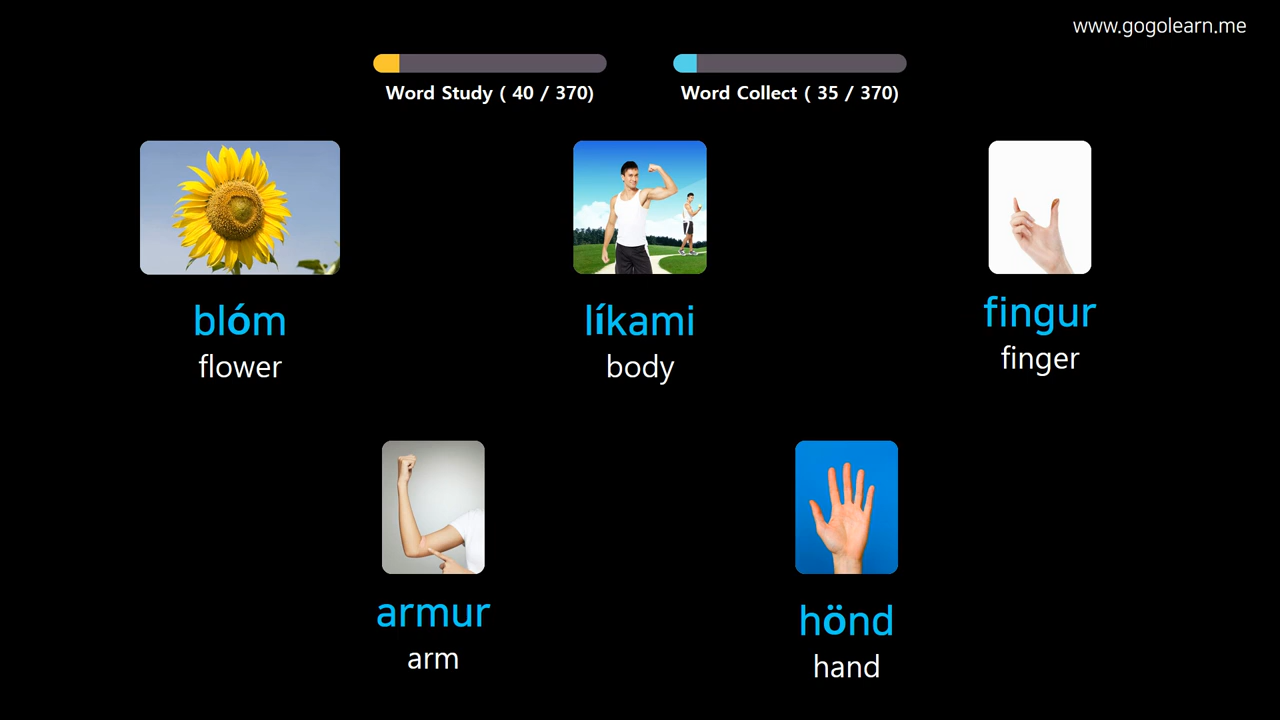 www.gogolearn.me
Word Study ( 40 / 370)
Word Collect ( 35 / 370)
blóm
flower
líkami
body
fingur
finger
armur
arm
hönd
hand